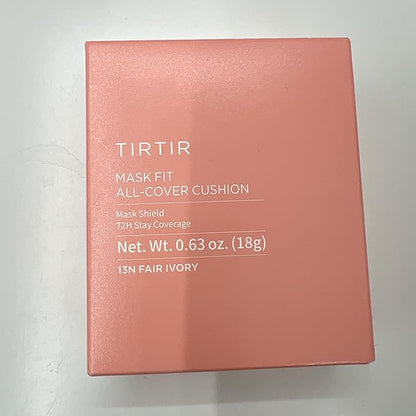 TIRTIR
MASK FIT
ALL-COVER CUSHION
Mask Shield
72H Stay Coverage
Net. Wt. 0.63 oz. (18g)
13N FAIR IVORY